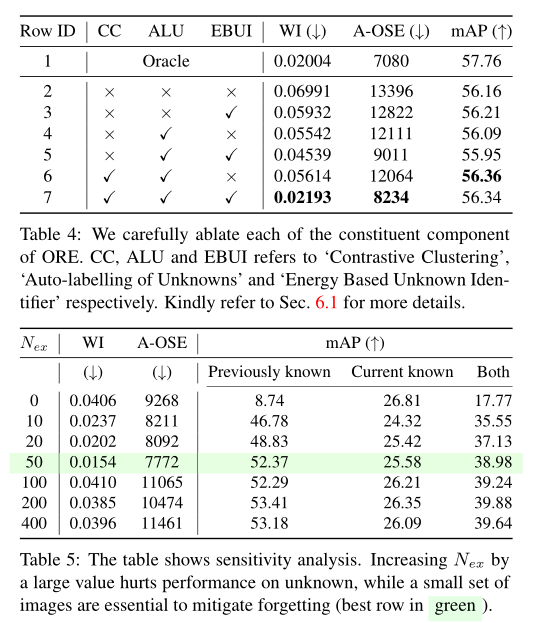 Row ID CC ALU EBUI WI (↓) A-OSE (↓) mAP (↑)
1 Oracle 0.02004 7080 57.76
2 × × × 0.06991 13396 56.16
3 × × ✓ 0.05932 12822 56.21
4 × ✓ × 0.05542 12111 56.09
5 × ✓ ✓ 0.04539 9011 55.95
6 ✓ ✓ × 0.05614 12064 56.36
7 ✓ ✓ ✓ 0.02193 8234 56.34
Table 4: We carefully ablate each of the constituent component
of ORE. CC, ALU and EBUI refers to ‘Contrastive Clustering’,
‘Auto-labelling of Unknowns’ and ‘Energy Based Unknown Iden-
tifier’ respectively. Kindly refer to Sec. 6.1 for more details.
N_ex WI A-OSE mAP (↑)
(↓) (↓) Previously known Current known Both
0 0.0406 9268 8.74 26.81 17.77
10 0.0237 8211 46.78 24.32 35.55
20 0.0202 8092 48.83 25.42 37.13
50 0.0154 7772 52.37 25.58 38.98
100 0.0410 11065 52.29 26.21 39.24
200 0.0385 10474 53.41 26.35 39.88
400 0.0396 11461 53.18 26.09 39.64
Table 5: The table shows sensitivity analysis. Increasing N_ex by
a large value hurts performance on unknown, while a small set of
images are essential to mitigate forgetting (best row in green ).